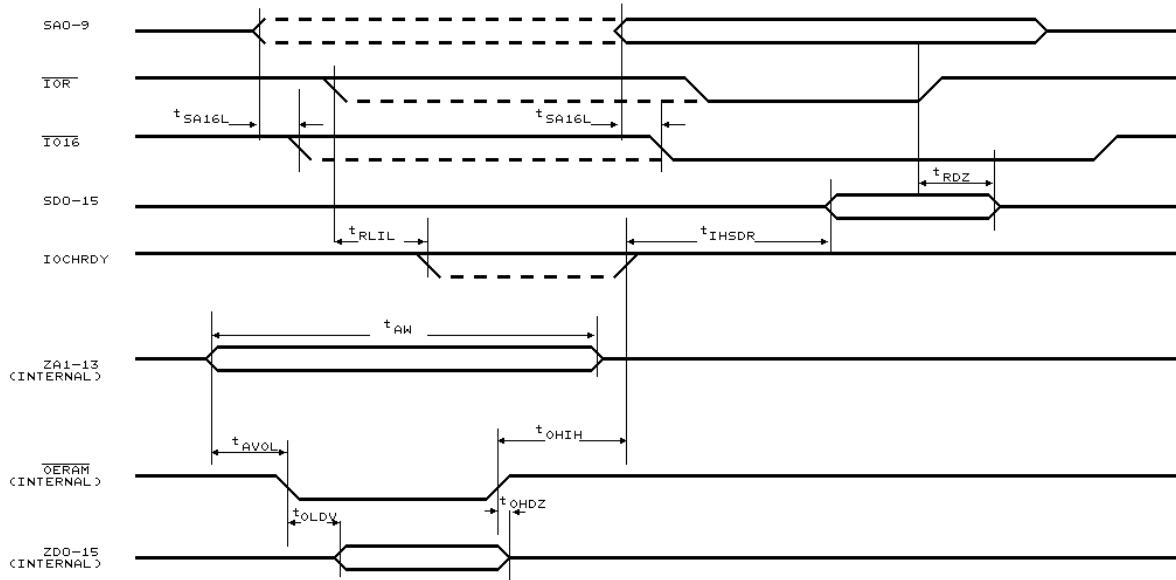 SA0-9
IOR
tSA16L
tSA16L
IO16
tRDZ
SD0-15
tRLIL
tIHSDR
IOCHRDY
tAW
ZA1-13
(INTERNAL)
tAVOL
tOHIH
OERAM
(INTERNAL)
tOHDZ
tOLDV
ZD0-15
(INTERNAL)